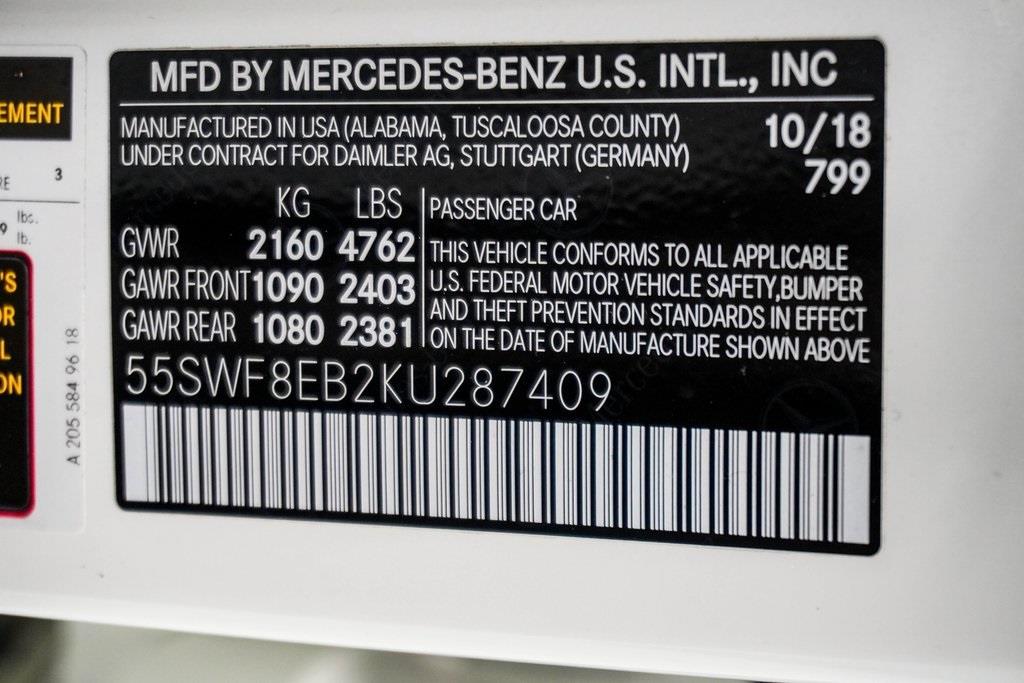 MFD BY MERCEDES-BENZ U.S. INTL., INC
MANUFACTURED IN USA (ALABAMA, TUSCALOOSA COUNTY)
UNDER CONTRACT FOR DAIMLER AG, STUTTGART (GERMANY)
10/18
799
KG LBS
GVWR 2160 4762
GAWR FRONT 1090 2403
GAWR REAR 1080 2381
PASSENGER CAR
THIS VEHICLE CONFORMS TO ALL APPLICABLE
U.S. FEDERAL MOTOR VEHICLE SAFETY,BUMPER
AND THEFT PREVENTION STANDARDS IN EFFECT
ON THE DATE OF MANUFACTURE SHOWN ABOVE
55SWF8EB2KU287409
EMENT
3
lbs.
lb.
'S
A 205 584 96 18